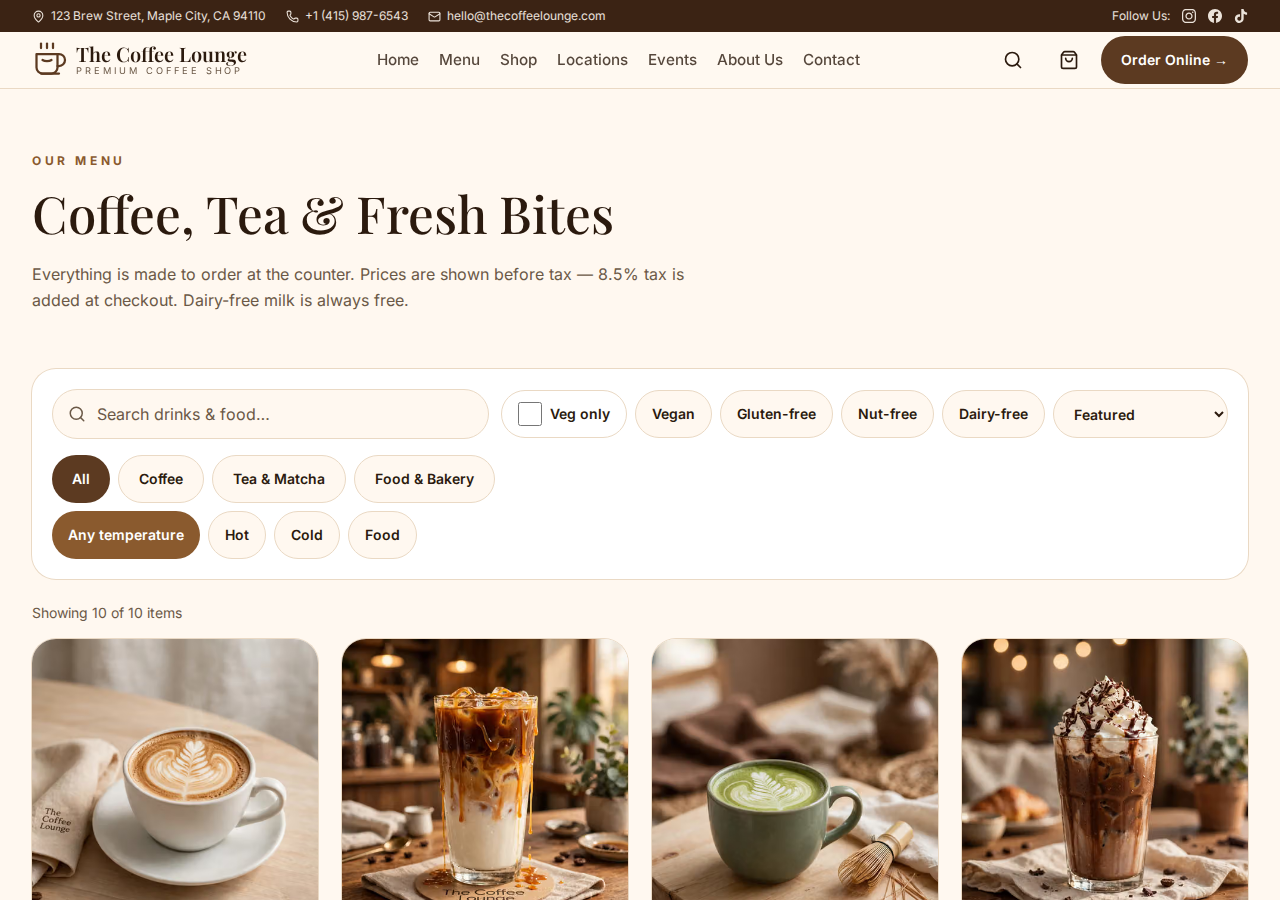 123 Brew Street, Maple City, CA 94110 +1 (415) 987-6543 hello@thecoffeelounge.com Follow Us:
The Coffee Lounge
PREMIUM COFFEE SHOP
Home Menu Shop Locations Events About Us Contact
Order Online →
OUR MENU
Coffee, Tea & Fresh Bites
Everything is made to order at the counter. Prices are shown before tax — 8.5% tax is
added at checkout. Dairy-free milk is always free.
Search drinks & food... Veg only Vegan Gluten-free Nut-free Dairy-free Featured
All Coffee Tea & Matcha Food & Bakery
Any temperature Hot Cold Food
Showing 10 of 10 items
The
Coffee
Lounge
The Coffee
Lounge